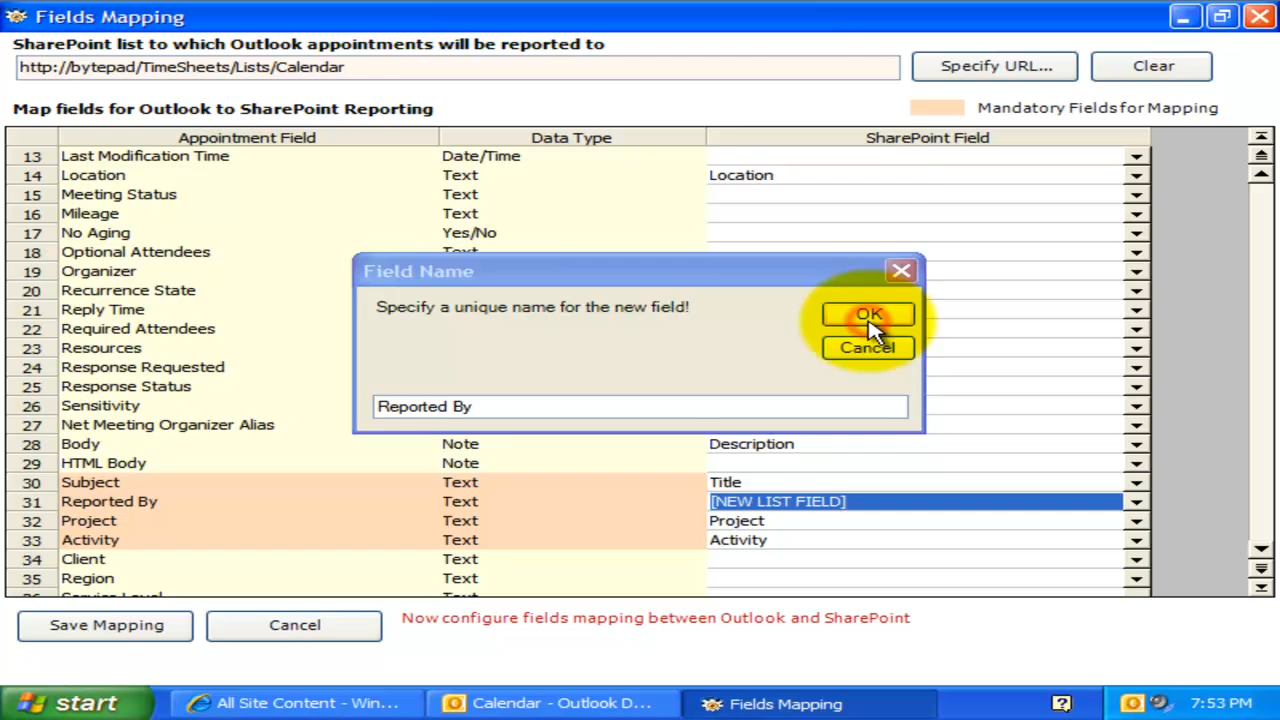 Fields Mapping
SharePoint list to which Outlook appointments will be reported to
http://bytepad/TimeSheets/Lists/Calendar
Specify URL...
Clear
Map fields for Outlook to SharePoint Reporting
Mandatory Fields for Mapping
Appointment Field Data Type SharePoint Field
13 Last Modification Time Date/Time
14 Location Text Location
15 Meeting Status Text
16 Mileage Text
17 No Aging Yes/No
18 Optional Attendees Text
19 Organizer
20 Recurrence State
21 Reply Time
22 Required Attendees
23 Resources
24 Response Requested
25 Response Status
26 Sensitivity
27 Net Meeting Organizer Alias
28 Body Note Description
29 HTML Body Note
30 Subject Text Title
31 Reported By Text [NEW LIST FIELD]
32 Project Text Project
33 Activity Text Activity
34 Client Text
35 Region Text
Field Name
Specify a unique name for the new field!
OK
Cancel
Reported By
Save Mapping
Cancel
Now configure fields mapping between Outlook and SharePoint
start
All Site Content - Win...
Calendar - Outlook D...
Fields Mapping
7:53 PM